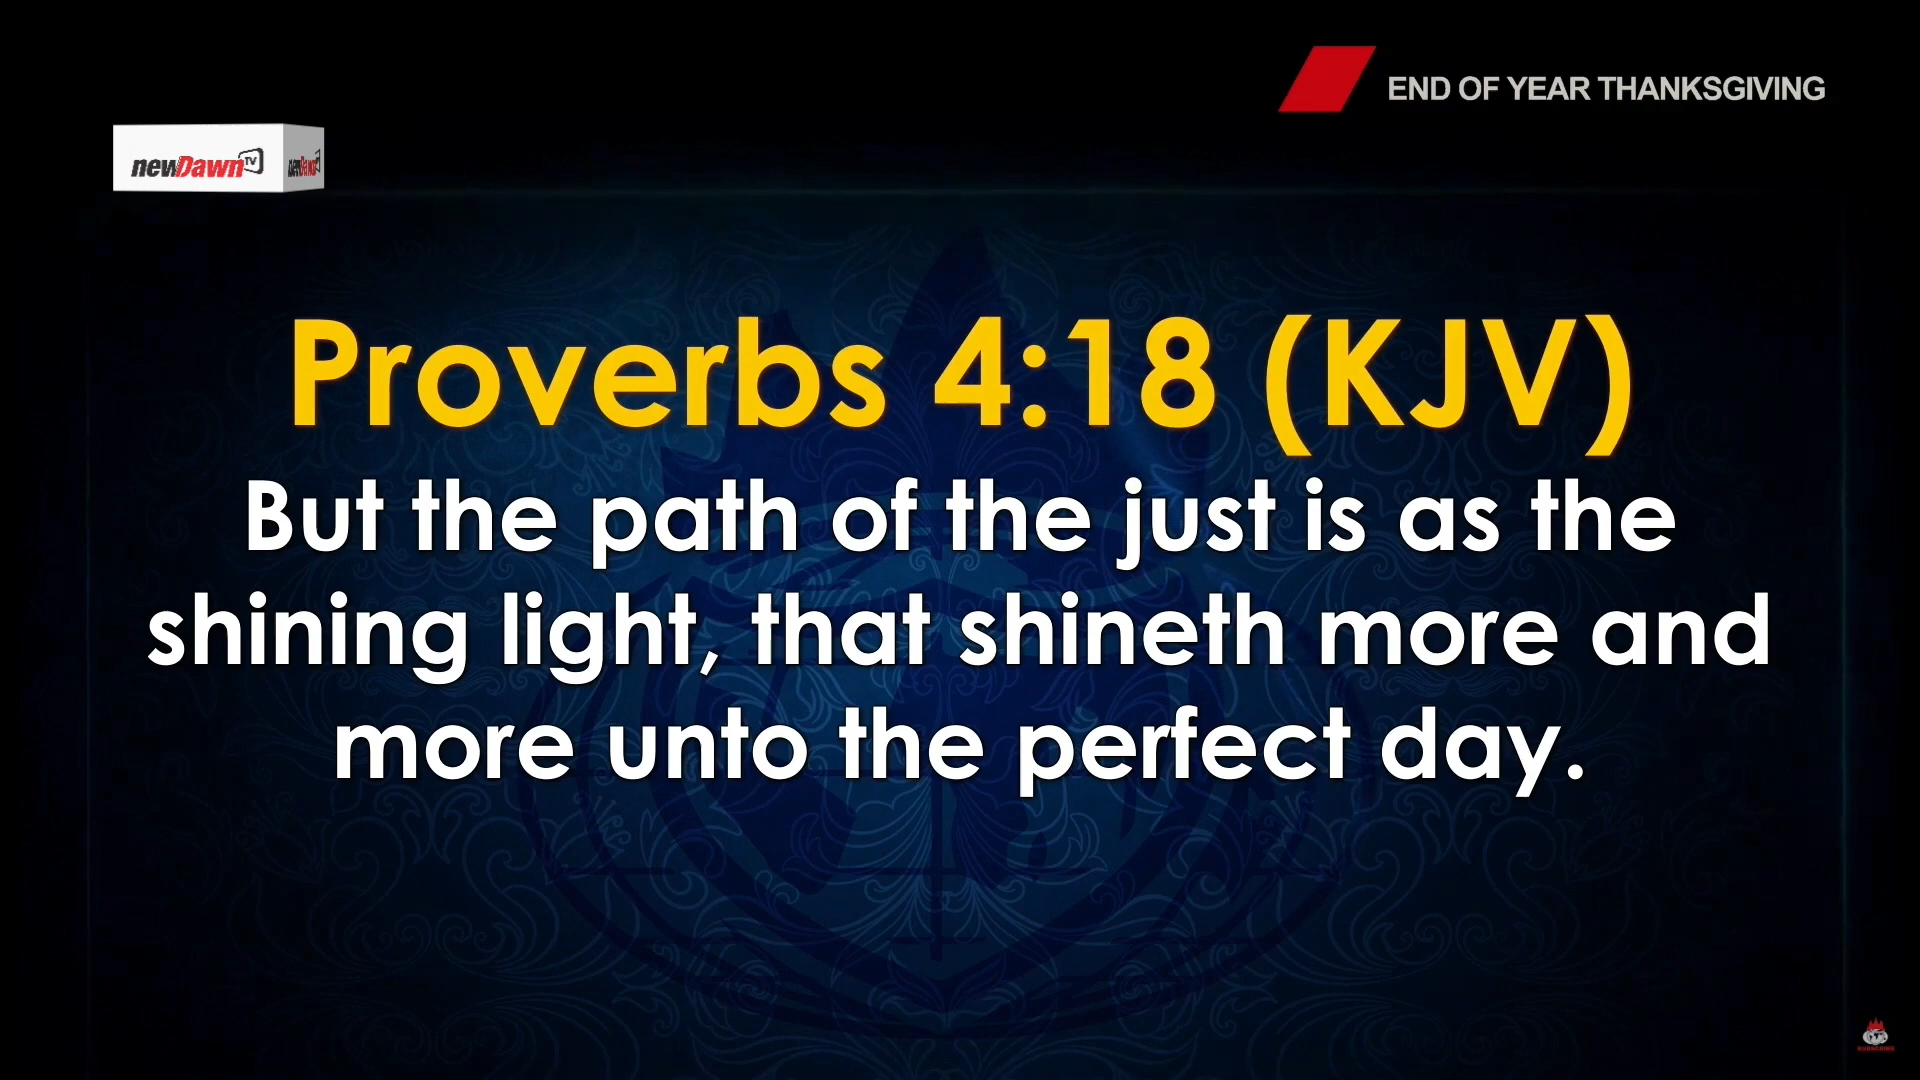 END OF YEAR THANKSGIVING
newDawn TV
Proverbs 4:18 (KJV)
But the path of the just is as the
shining light, that shineth more and
more unto the perfect day.